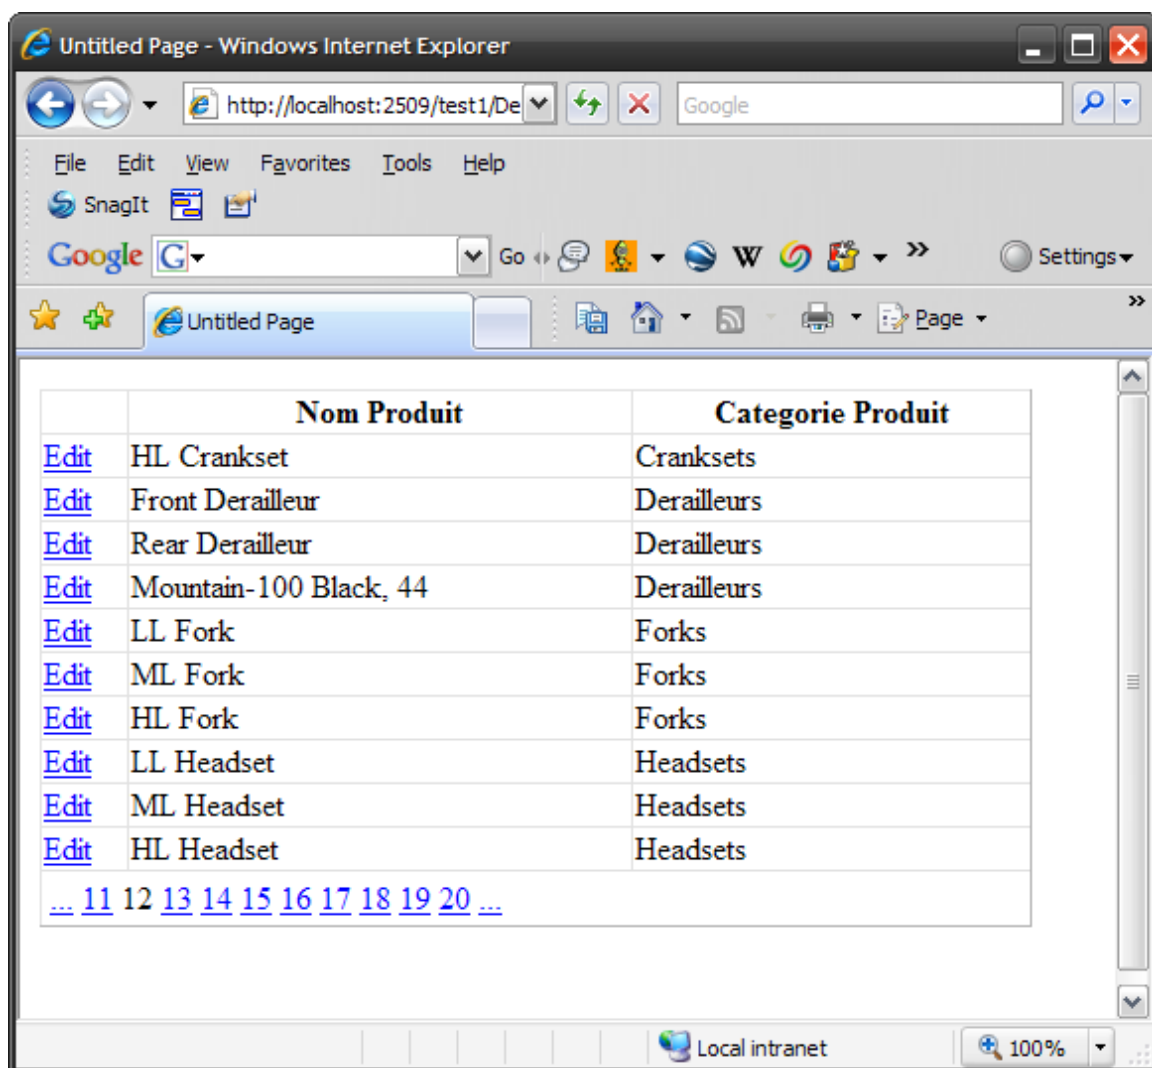 Untitled Page - Windows Internet Explorer
http://localhost:2509/test1/De Google
File Edit View Favorites Tools Help
SnagIt
Google G Go W » Settings
Untitled Page Page »
Nom Produit Categorie Produit
Edit HL Crankset Cranksets
Edit Front Derailleur Derailleurs
Edit Rear Derailleur Derailleurs
Edit Mountain-100 Black, 44 Derailleurs
Edit LL Fork Forks
Edit ML Fork Forks
Edit HL Fork Forks
Edit LL Headset Headsets
Edit ML Headset Headsets
Edit HL Headset Headsets
... 11 12 13 14 15 16 17 18 19 20 ...
Local intranet 100%